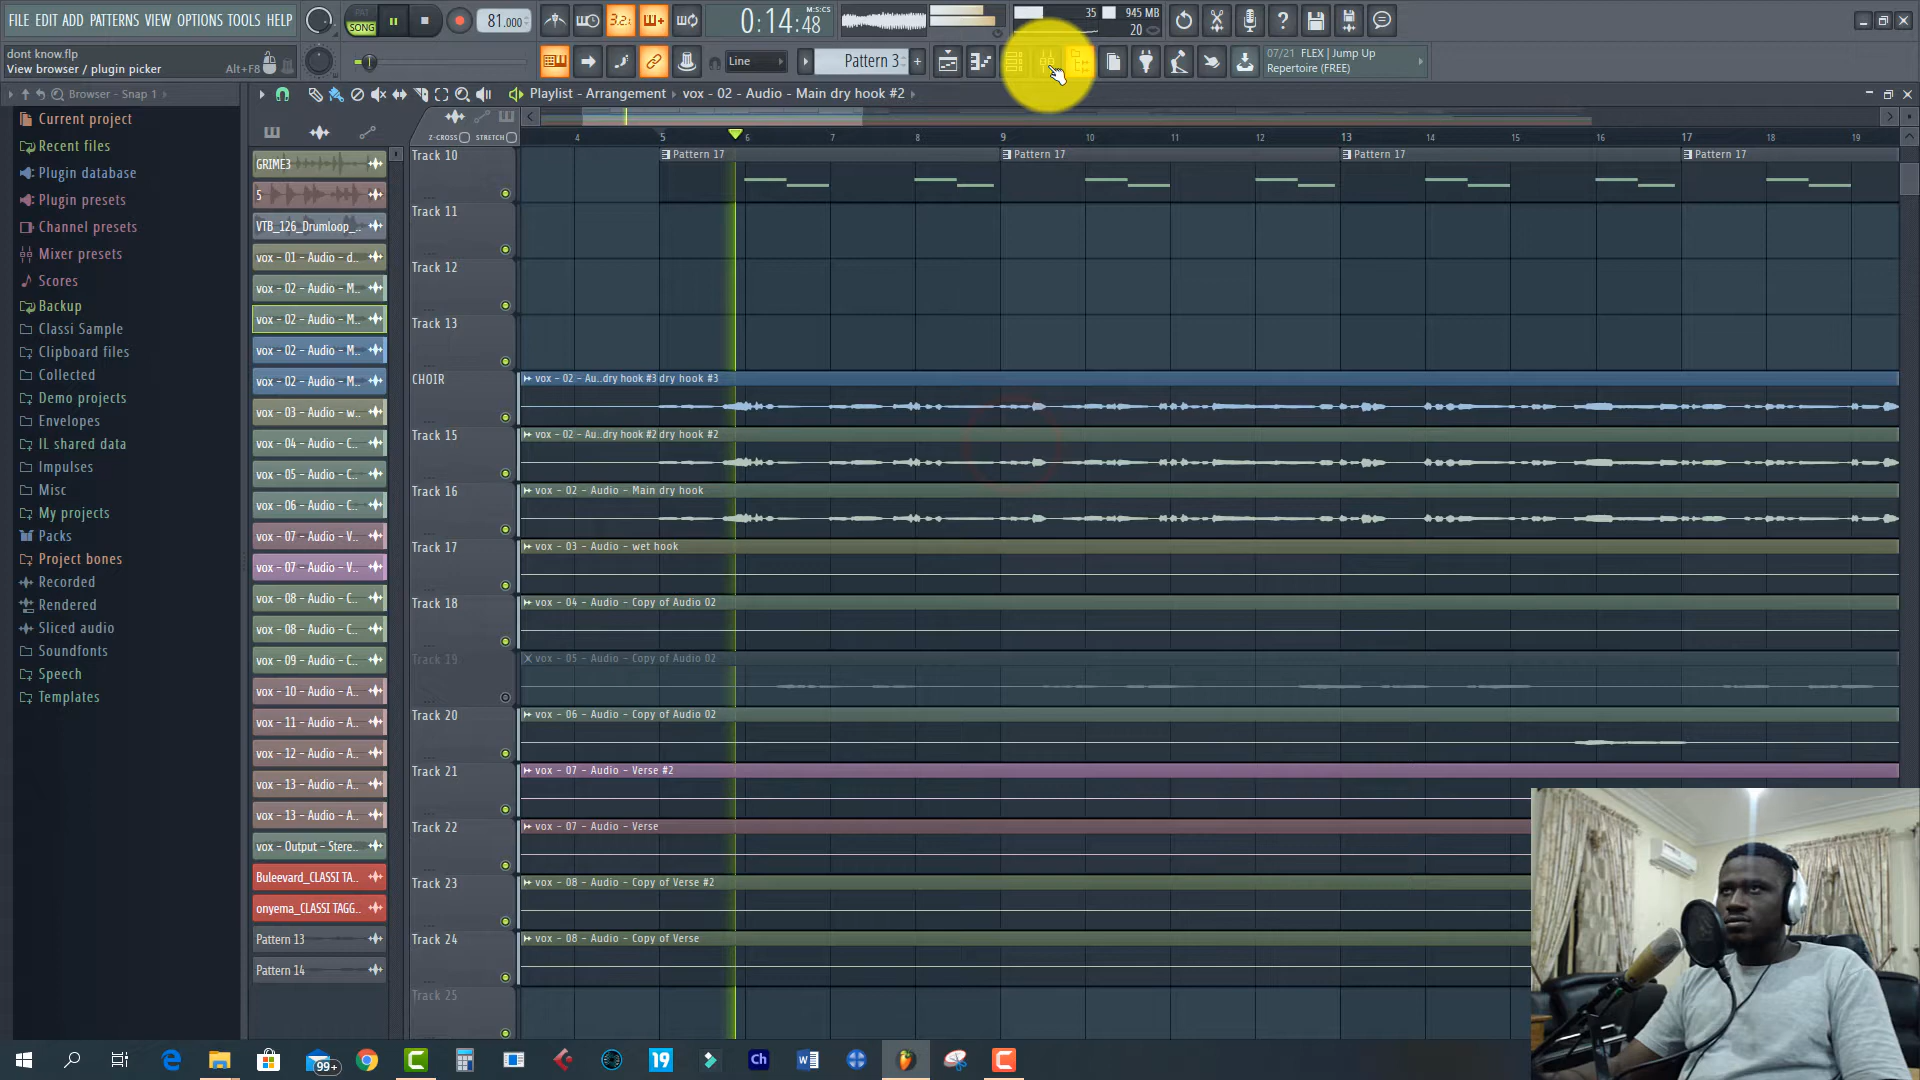 FILE EDIT ADD PATTERNS VIEW OPTIONS TOOLS HELP
PAT
SONG
81.000
3.2.
0:14:48
M:S:CS
35
945 MB
20
dont know.flp
View browser / plugin picker
Alt+F8
Line
Pattern 3
07/21 FLEX | Jump Up
Repertoire (FREE)
Browser - Snap 1
Playlist - Arrangement
vox - 02 - Audio - Main dry hook #2
Current project
Recent files
Plugin database
Plugin presets
Channel presets
Mixer presets
Scores
Backup
Classi Sample
Clipboard files
Collected
Demo projects
Envelopes
IL shared data
Impulses
Misc
My projects
Packs
Project bones
Recorded
Rendered
Sliced audio
Soundfonts
Speech
Templates
GRIME3
5
VTB_126_Drumloop_..
vox - 01 - Audio - d..
vox - 02 - Audio - M..
vox - 02 - Audio - M..
vox - 02 - Audio - M..
vox - 02 - Audio - M..
vox - 03 - Audio - w..
vox - 04 - Audio - C..
vox - 05 - Audio - C..
vox - 06 - Audio - C..
vox - 07 - Audio - V..
vox - 07 - Audio - V..
vox - 08 - Audio - C..
vox - 08 - Audio - C..
vox - 09 - Audio - C..
vox - 10 - Audio - A..
vox - 11 - Audio - A..
vox - 12 - Audio - A..
vox - 13 - Audio - A..
vox - 13 - Audio - A..
vox - Output - Stere..
Buleevard_CLASSI TA..
onyema_CLASSI TAGG..
Pattern 13
Pattern 14
Z-CROSS STRETCH
4 5 6 7 8 9 10 11 12 13 14 15 16 17 18 19
Track 10
Pattern 17 Pattern 17 Pattern 17 Pattern 17
Track 11
Track 12
Track 13
CHOIR
vox - 02 - Au..dry hook #3 dry hook #3
Track 15
vox - 02 - Au..dry hook #2 dry hook #2
Track 16
vox - 02 - Audio - Main dry hook
Track 17
vox - 03 - Audio - wet hook
Track 18
vox - 04 - Audio - Copy of Audio 02
Track 19
vox - 05 - Audio - Copy of Audio 02
Track 20
vox - 06 - Audio - Copy of Audio 02
Track 21
vox - 07 - Audio - Verse #2
Track 22
vox - 07 - Audio - Verse
Track 23
vox - 08 - Audio - Copy of Verse #2
Track 24
vox - 08 - Audio - Copy of Verse
Track 25
99+
19
Ch